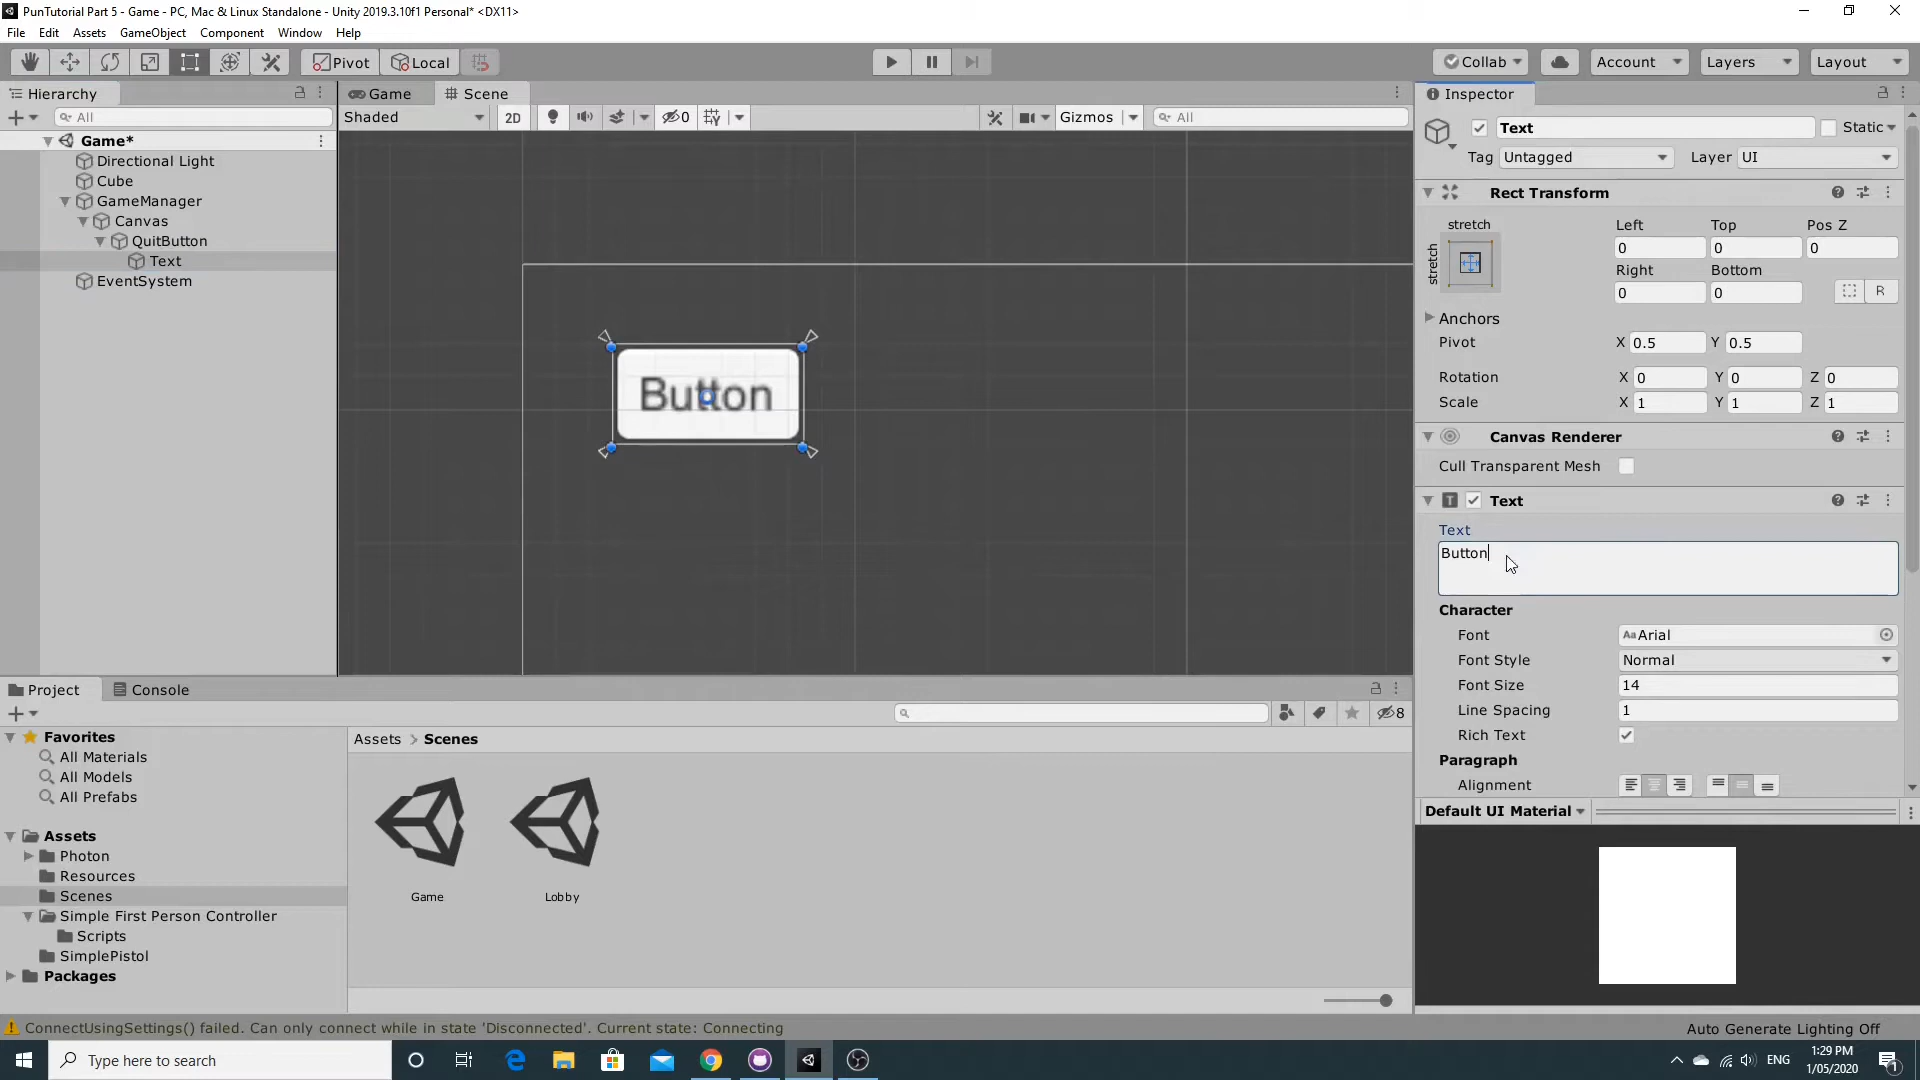 PunTutorial Part 5 - Game - PC, Mac & Linux Standalone - Unity 2019.3.10f1 Personal* <DX11>
File Edit Assets GameObject Component Window Help
Pivot Local Collab Account Layers Layout
Hierarchy
All
Game*
Directional Light
Cube
GameManager
Canvas
QuitButton
Text
EventSystem
Game Scene
Shaded 2D 0 Gizmos All
Button
Inspector
Text Static
Tag Untagged Layer UI
Rect Transform
stretch Left Top Pos Z
stretch 0 0 0
Right Bottom
0 0 R
Anchors
Pivot X 0.5 Y 0.5
Rotation X 0 Y 0 Z 0
Scale X 1 Y 1 Z 1
Canvas Renderer
Cull Transparent Mesh
Text
Text
Button
Character
Font Aa Arial
Font Style Normal
Font Size 14
Line Spacing 1
Rich Text
Paragraph
Alignment
Default UI Material
Project Console
8
Favorites
All Materials
All Models
All Prefabs
Assets
Photon
Resources
Scenes
Simple First Person Controller
Scripts
SimplePistol
Packages
Assets > Scenes
Game Lobby
ConnectUsingSettings() failed. Can only connect while in state 'Disconnected'. Current state: Connecting
Auto Generate Lighting Off
Type here to search
ENG
1:29 PM
1/05/2020
1